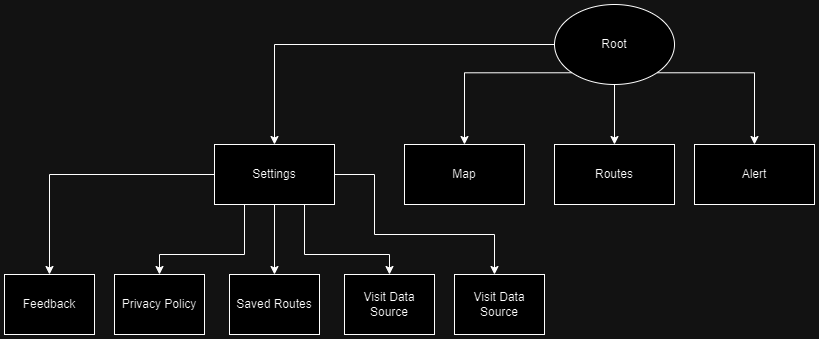 Root
Settings
Map
Routes
Alert
Feedback
Privacy Policy
Saved Routes
Visit Data
Source
Visit Data
Source